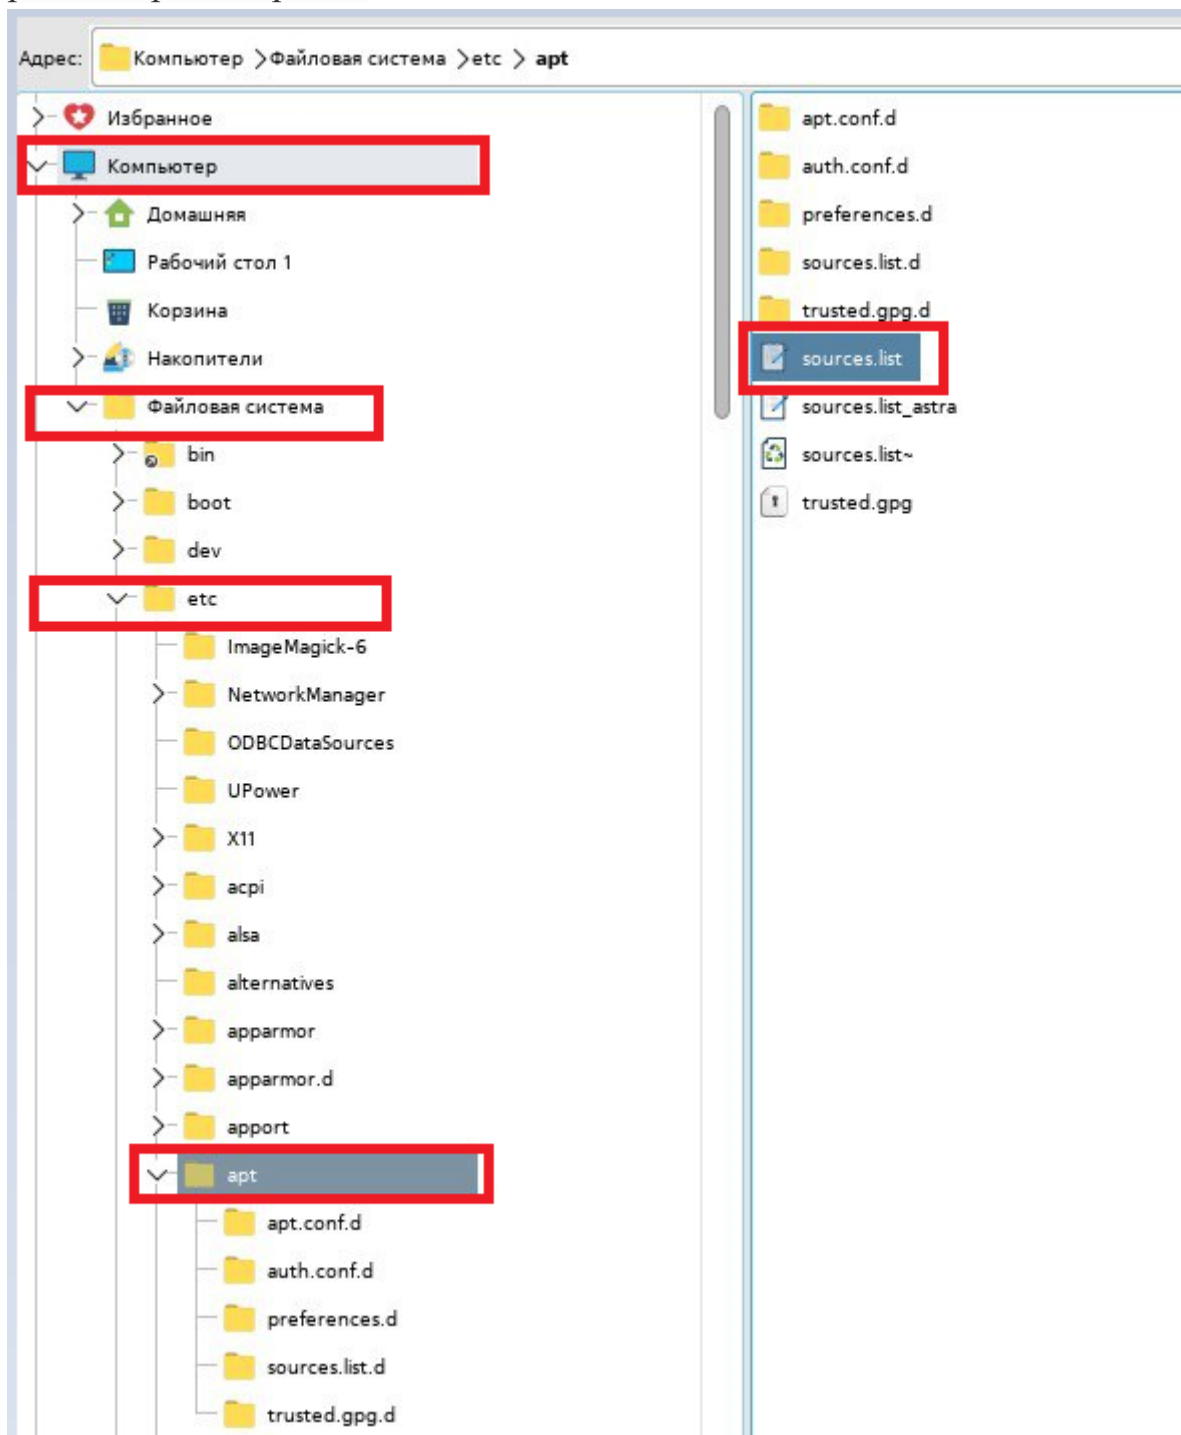 Адрес: Компьютер >Файловая система >etc > apt
Избранное
Компьютер
Домашняя
Рабочий стол 1
Корзина
Накопители
Файловая система
bin
boot
dev
etc
ImageMagick-6
NetworkManager
ODBCDataSources
UPower
X11
acpi
alsa
alternatives
apparmor
apparmor.d
apport
apt
apt.conf.d
auth.conf.d
preferences.d
sources.list.d
trusted.gpg.d
apt.conf.d
auth.conf.d
preferences.d
sources.list.d
trusted.gpg.d
sources.list
sources.list_astra
sources.list~
trusted.gpg